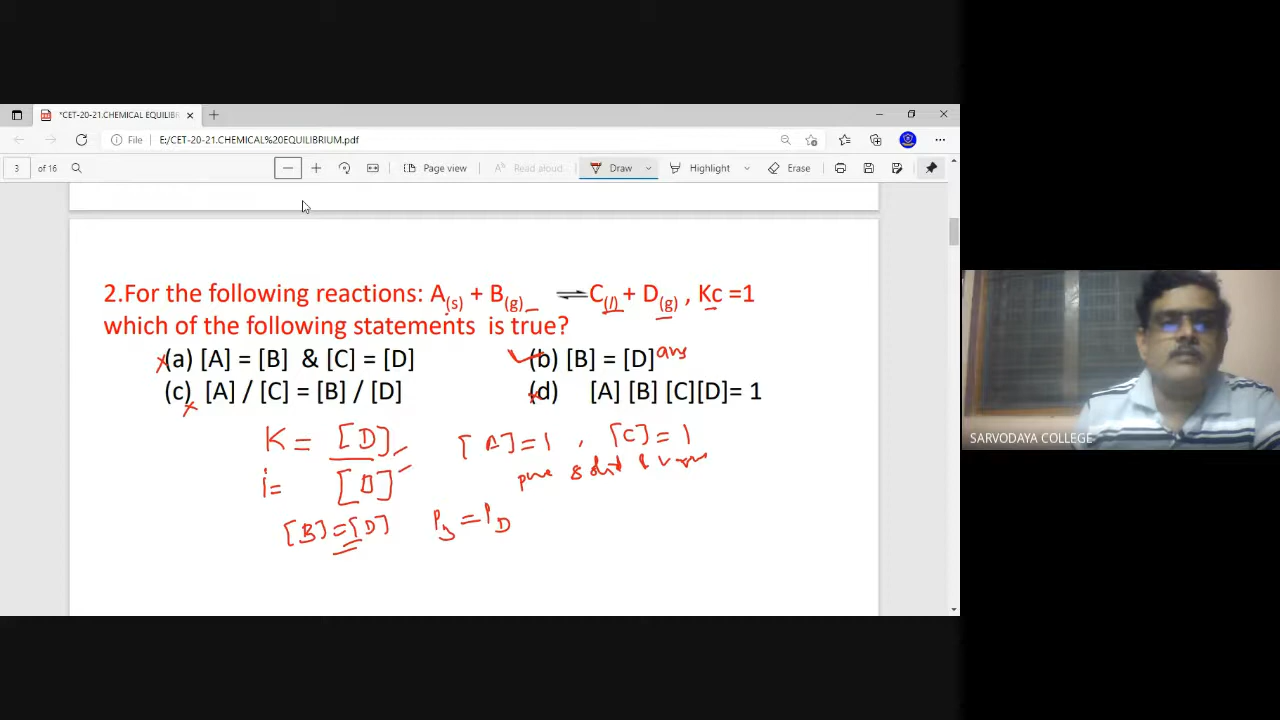 *CET-20-21.CHEMICAL EQUILIB
File E:/CET-20-21.CHEMICAL%20EQUILIBRIUM.pdf
3 of 16 Page view Read aloud Draw Highlight Erase
2.For the following reactions: A(s) + B(g) ⇌ C(l) + D(g) , Kc =1
which of the following statements is true?
(a) [A] = [B] & [C] = [D] (b) [B] = [D] ans
(c) [A] / [C] = [B] / [D] (d) [A] [B] [C][D]= 1
K = [D] [A]=1 , [C]=1
pure solid &
1=
[B]=[D] P = P D
SARVODAYA COLLEGE